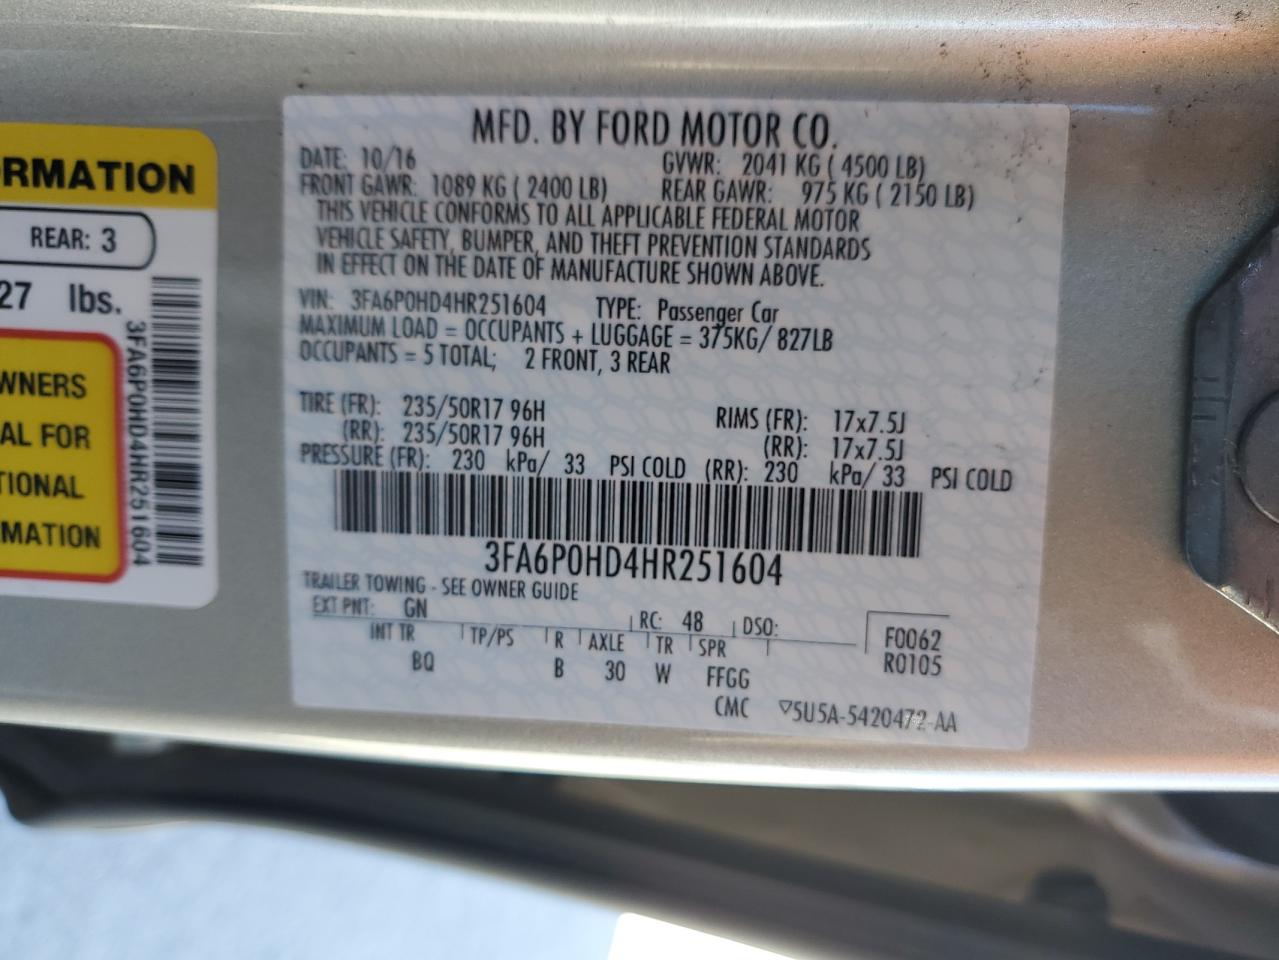 RMATION
REAR: 3
27 lbs.
WNERS
AL FOR
TIONAL
MATION
3FA6P0HD4HR251604
MFD. BY FORD MOTOR CO.
DATE: 10/16 GVWR: 2041 KG ( 4500 LB)
FRONT GAWR: 1089 KG ( 2400 LB) REAR GAWR: 975 KG ( 2150 LB)
THIS VEHICLE CONFORMS TO ALL APPLICABLE FEDERAL MOTOR
VEHICLE SAFETY, BUMPER, AND THEFT PREVENTION STANDARDS
IN EFFECT ON THE DATE OF MANUFACTURE SHOWN ABOVE.
VIN: 3FA6P0HD4HR251604 TYPE: Passenger Car
MAXIMUM LOAD = OCCUPANTS + LUGGAGE = 375KG/ 827LB
OCCUPANTS = 5 TOTAL; 2 FRONT, 3 REAR
TIRE (FR): 235/50R17 96H RIMS (FR): 17x7.5J
(RR): 235/50R17 96H (RR): 17x7.5J
PRESSURE (FR): 230 kPa/ 33 PSI COLD (RR): 230 kPa/ 33 PSI COLD
3FA6P0HD4HR251604
TRAILER TOWING - SEE OWNER GUIDE
EXT PNT: GN RC: 48 DSO: F0062
INT TR TP/PS R AXLE TR SPR R0105
BQ B 30 W FFGG
CMC ▽5U5A-5420472-AA